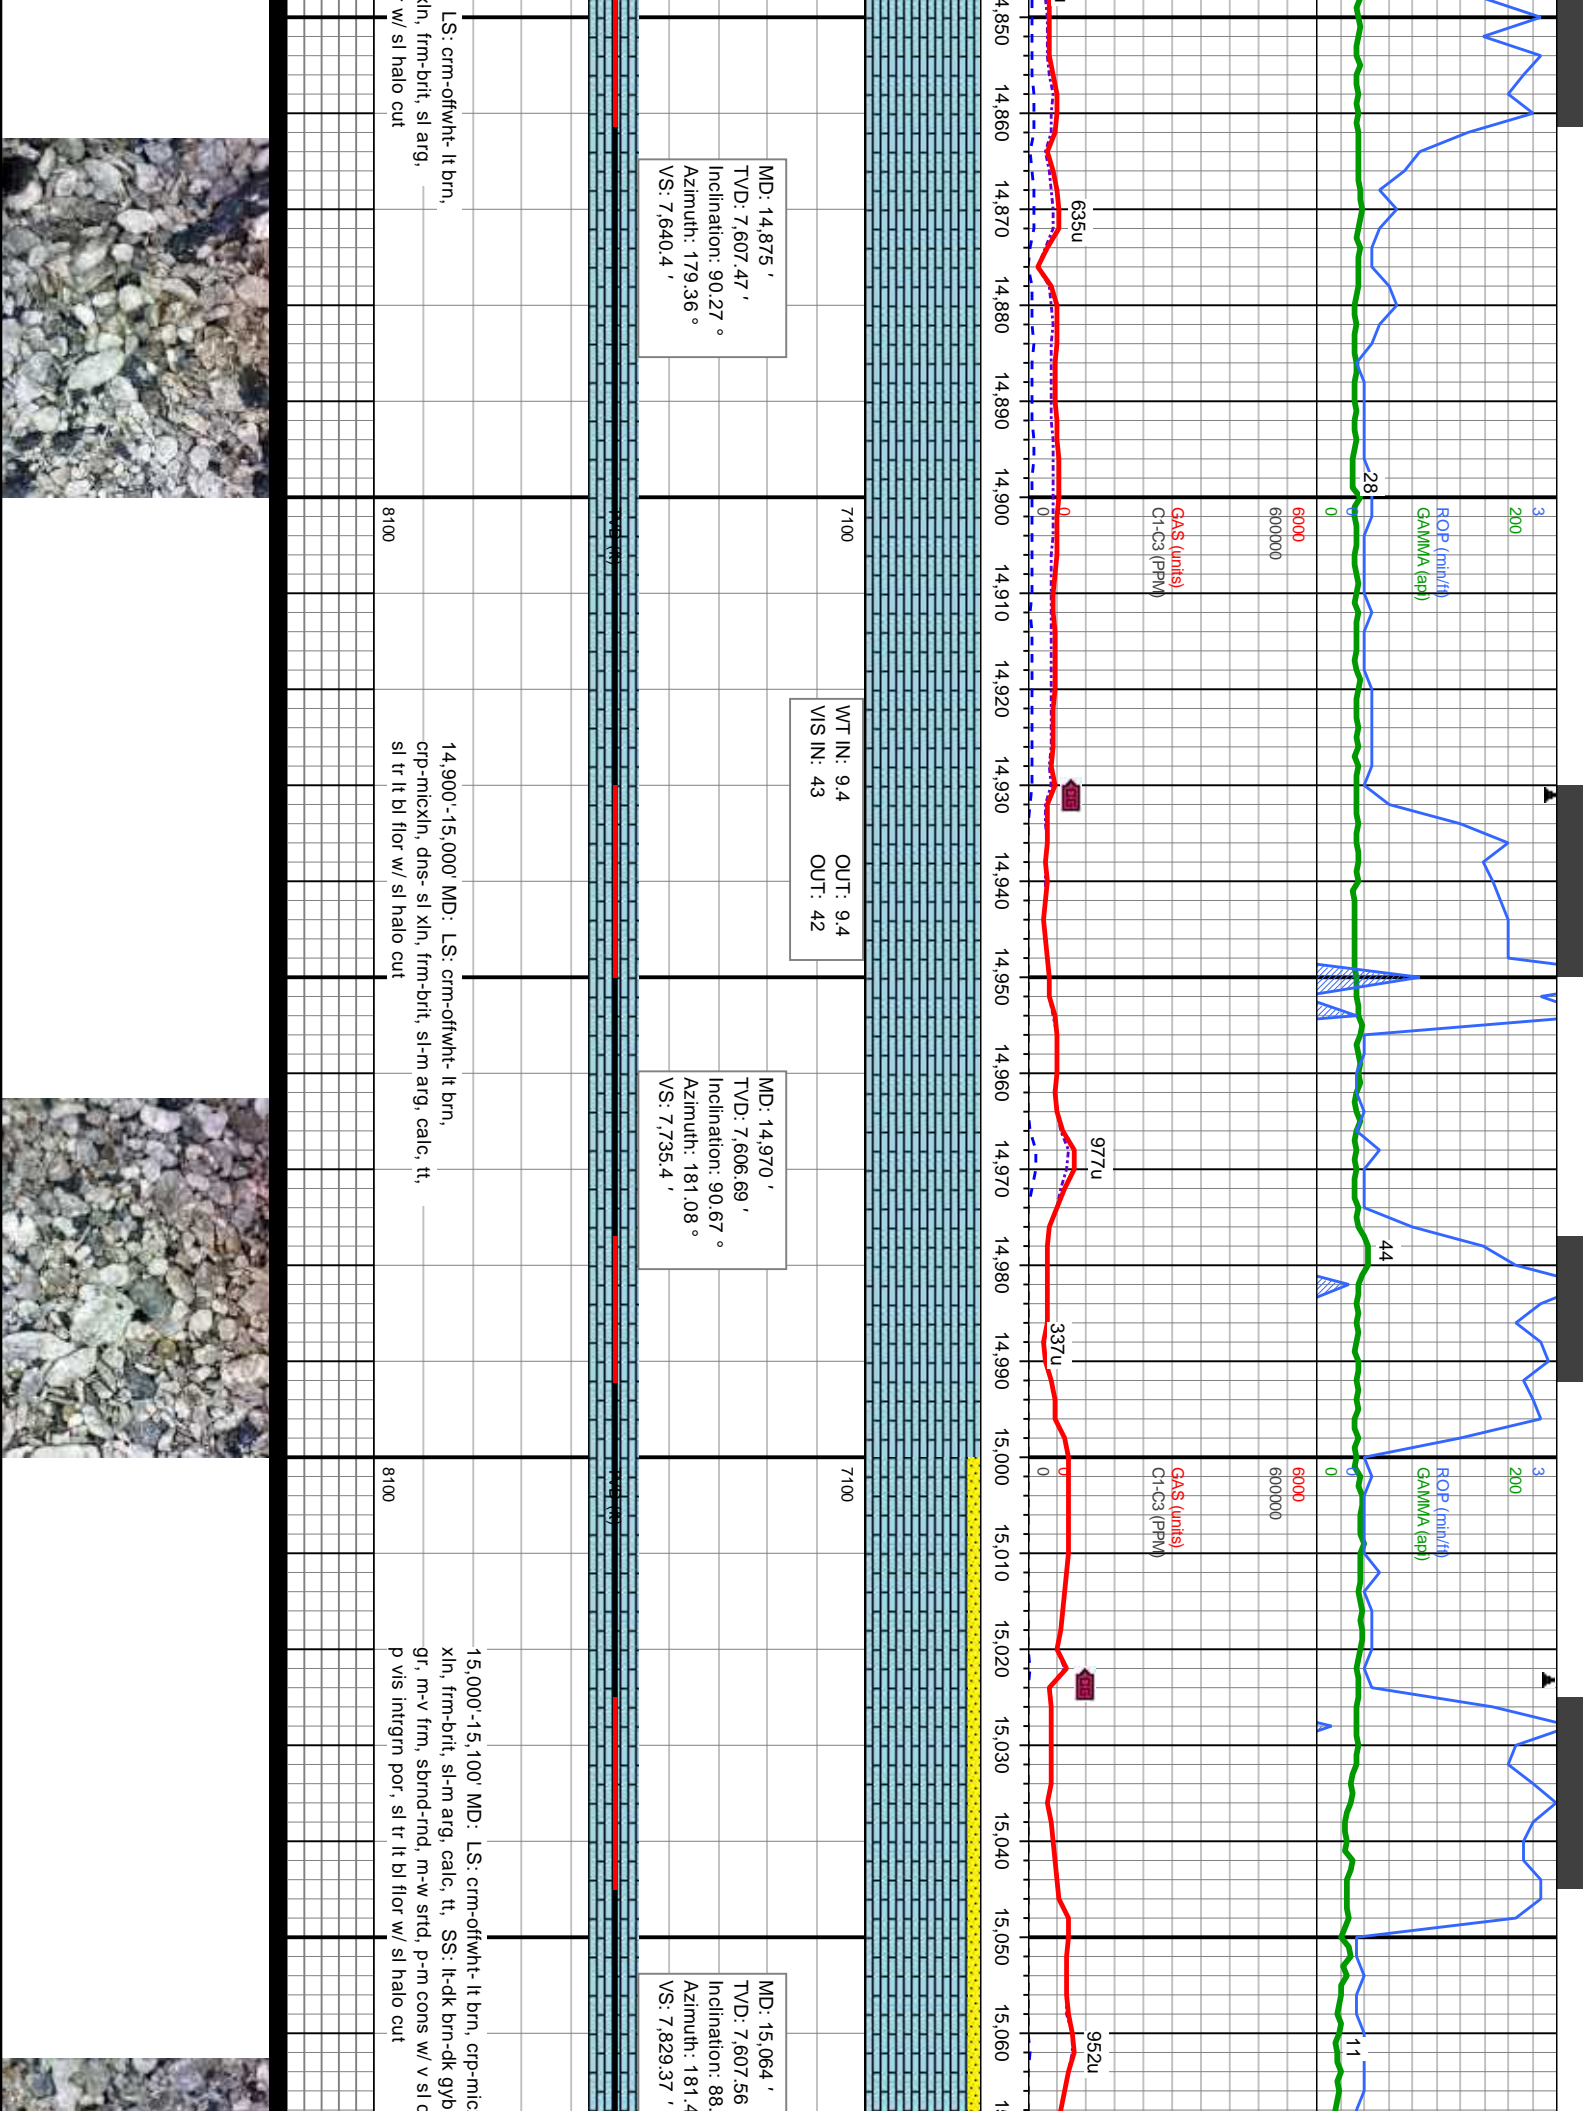 ROP (min/ft)
GAMMA (api)
3
200
0
0
GAS (units)
C1-C3 (PPM)
6000
600000
0
0
ROP (min/ft)
GAMMA (api)
3
200
0
0
GAS (units)
C1-C3 (PPM)
6000
600000
0
0
28
44
11
635u
977u
337u
952u
14,860
14,870
14,880
14,890
14,900
14,910
14,920
14,930
14,940
14,950
14,960
14,970
14,980
14,990
15,000
15,010
15,020
15,030
15,040
15,050
15,060
WT IN: 9.4 OUT: 9.4
VIS IN: 43 OUT: 42
7100
7100
MD: 14,875 '
TVD: 7,607.47 '
Inclination: 90.27 °
Azimuth: 179.36 °
VS: 7,640.4 '
MD: 14,970 '
TVD: 7,606.69 '
Inclination: 90.67 °
Azimuth: 181.08 °
VS: 7,735.4 '
MD: 15,064 '
TVD: 7,607.56
Inclination: 88.
Azimuth: 181.4
VS: 7,829.37 '
8100
8100
LS: crm-offwht- lt brn,
xln, frm-brit, sl arg,
w/ sl halo cut
14,900'-15,000' MD: LS: crm-offwht- lt brn,
crp-micxln, dns- sl xln, frm-brit, sl-m arg, calc, tt,
sl tr lt bl flor w/ sl halo cut
15,000'-15,100' MD: LS: crm-offwht- lt brn, crp-mic
xln, frm-brit, sl-m arg, calc, tt, SS: lt-dk brn-dk gyb
gr, m-v frm, sbrnd-rnd, m-w srtd, p-m cons w/ v sl
p vis intrgrn por, sl tr lt bl flor w/ sl halo cut